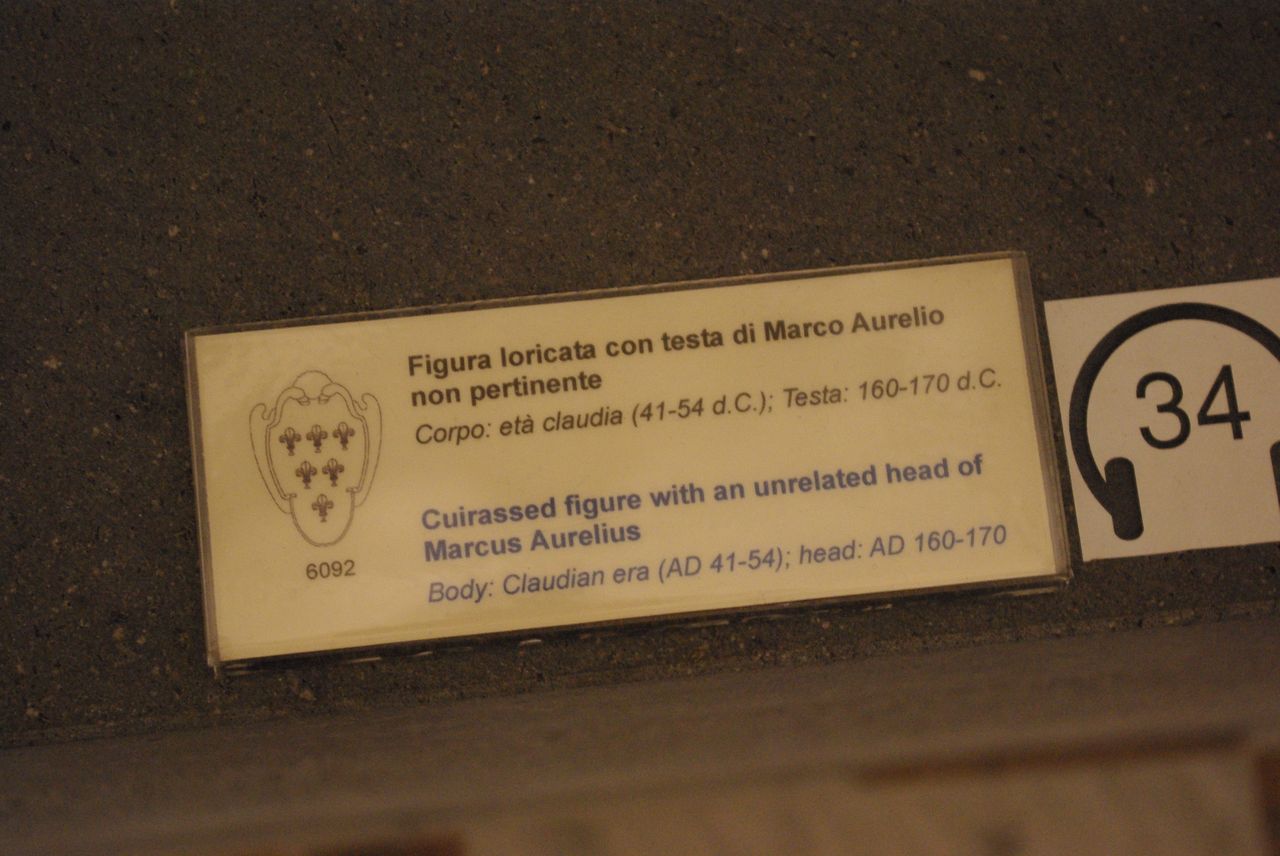 Figura loricata con testa di Marco Aurelio
non pertinente
Corpo: età claudia (41-54 d.C.); Testa: 160-170 d.C.
Cuirassed figure with an unrelated head of
Marcus Aurelius
Body: Claudian era (AD 41-54); head: AD 160-170
6092
34